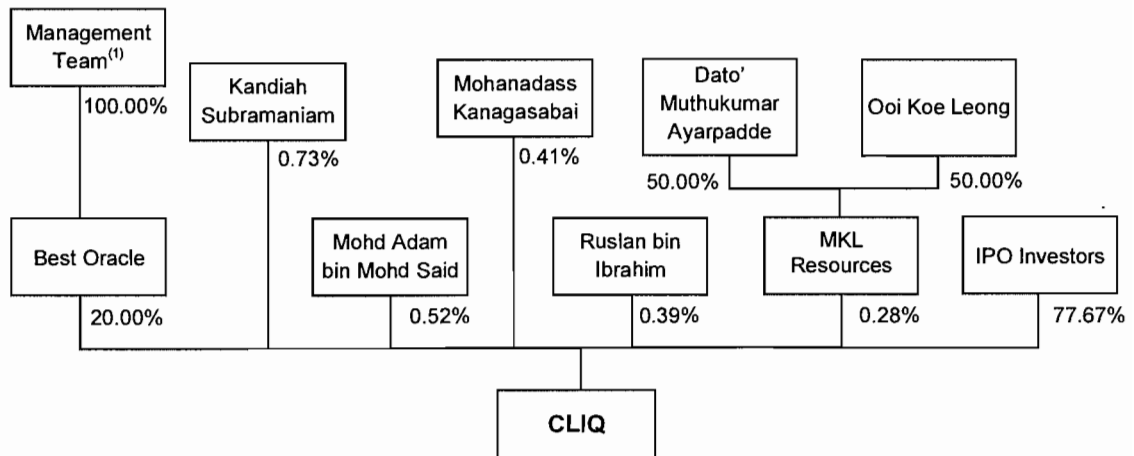 Management
Team(1)
100.00%
Kandiah
Subramaniam
0.73%
Mohanadass
Kanagasabai
0.41%
Dato'
Muthukumar
Ayarpadde
50.00%
Ooi Koe Leong
50.00%
Best Oracle
20.00%
Mohd Adam
bin Mohd Said
0.52%
Ruslan bin
Ibrahim
0.39%
MKL
Resources
0.28%
IPO Investors
77.67%
CLIQ